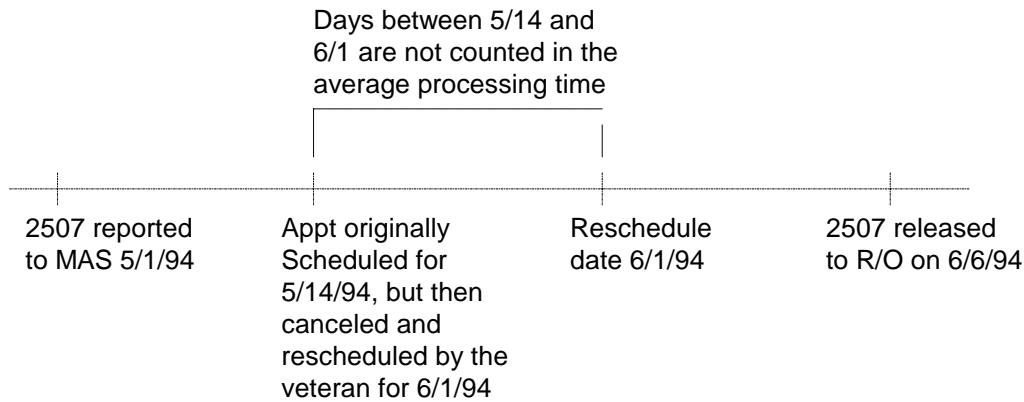 Days between 5/14 and
6/1 are not counted in the
average processing time
2507 reported
to MAS 5/1/94
Appt originally
Scheduled for
5/14/94, but then
canceled and
rescheduled by the
veteran for 6/1/94
Reschedule
date 6/1/94
2507 released
to R/O on 6/6/94